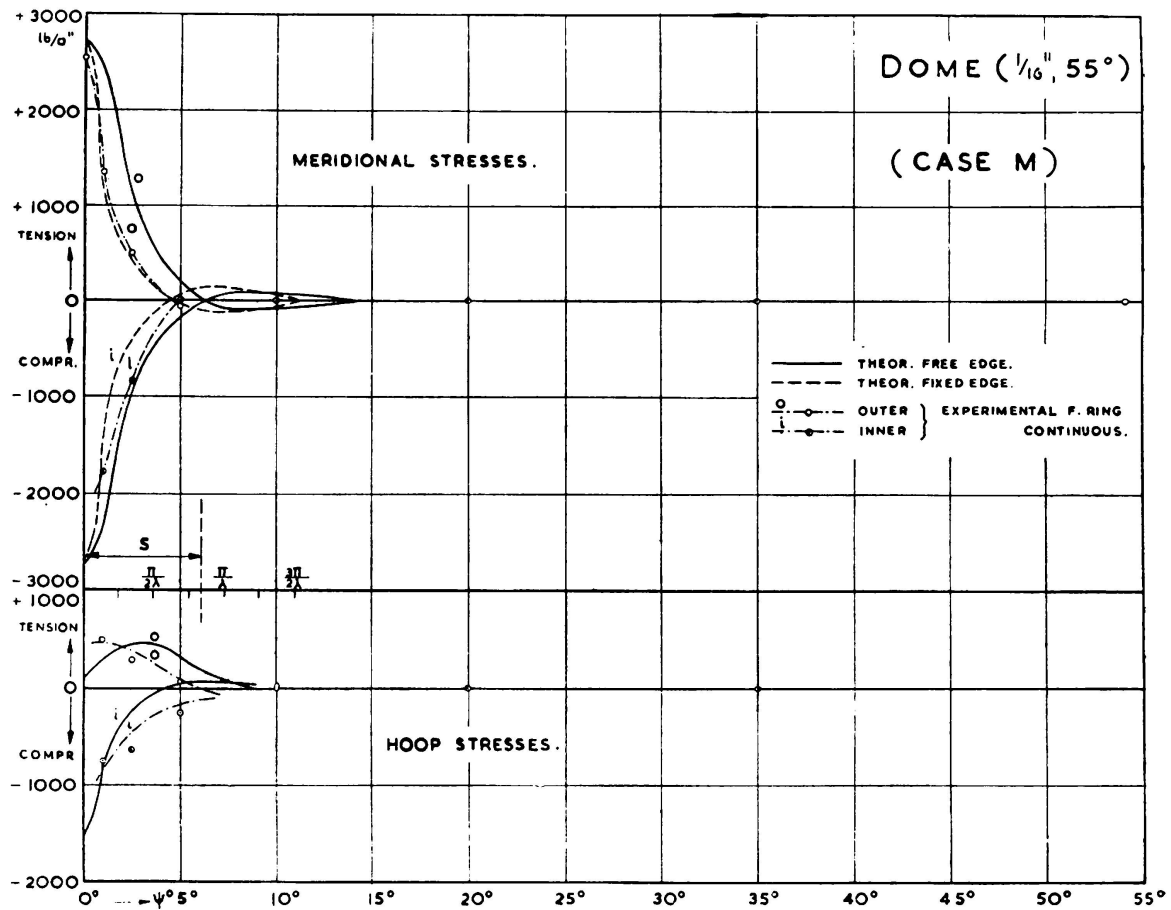 + 3000
lb/□"
+ 2000
+ 1000
TENSION
O
COMPR.
- 1000
- 2000
- 3000
DOME (1/16", 55°)
(CASE M)
MERIDIONAL STRESSES.
o
o
i
i
THEOR. FREE EDGE.
THEOR. FIXED EDGE.
o OUTER } EXPERIMENTAL F. RING
i INNER CONTINUOUS.
S
π/2λ π/λ 3π/2λ
+ 1000
TENSION
O
COMPR
- 1000
- 2000
o
o
i
i
HOOP STRESSES.
0° ψ° 5° 10° 15° 20° 25° 30° 35° 40° 45° 50° 55°